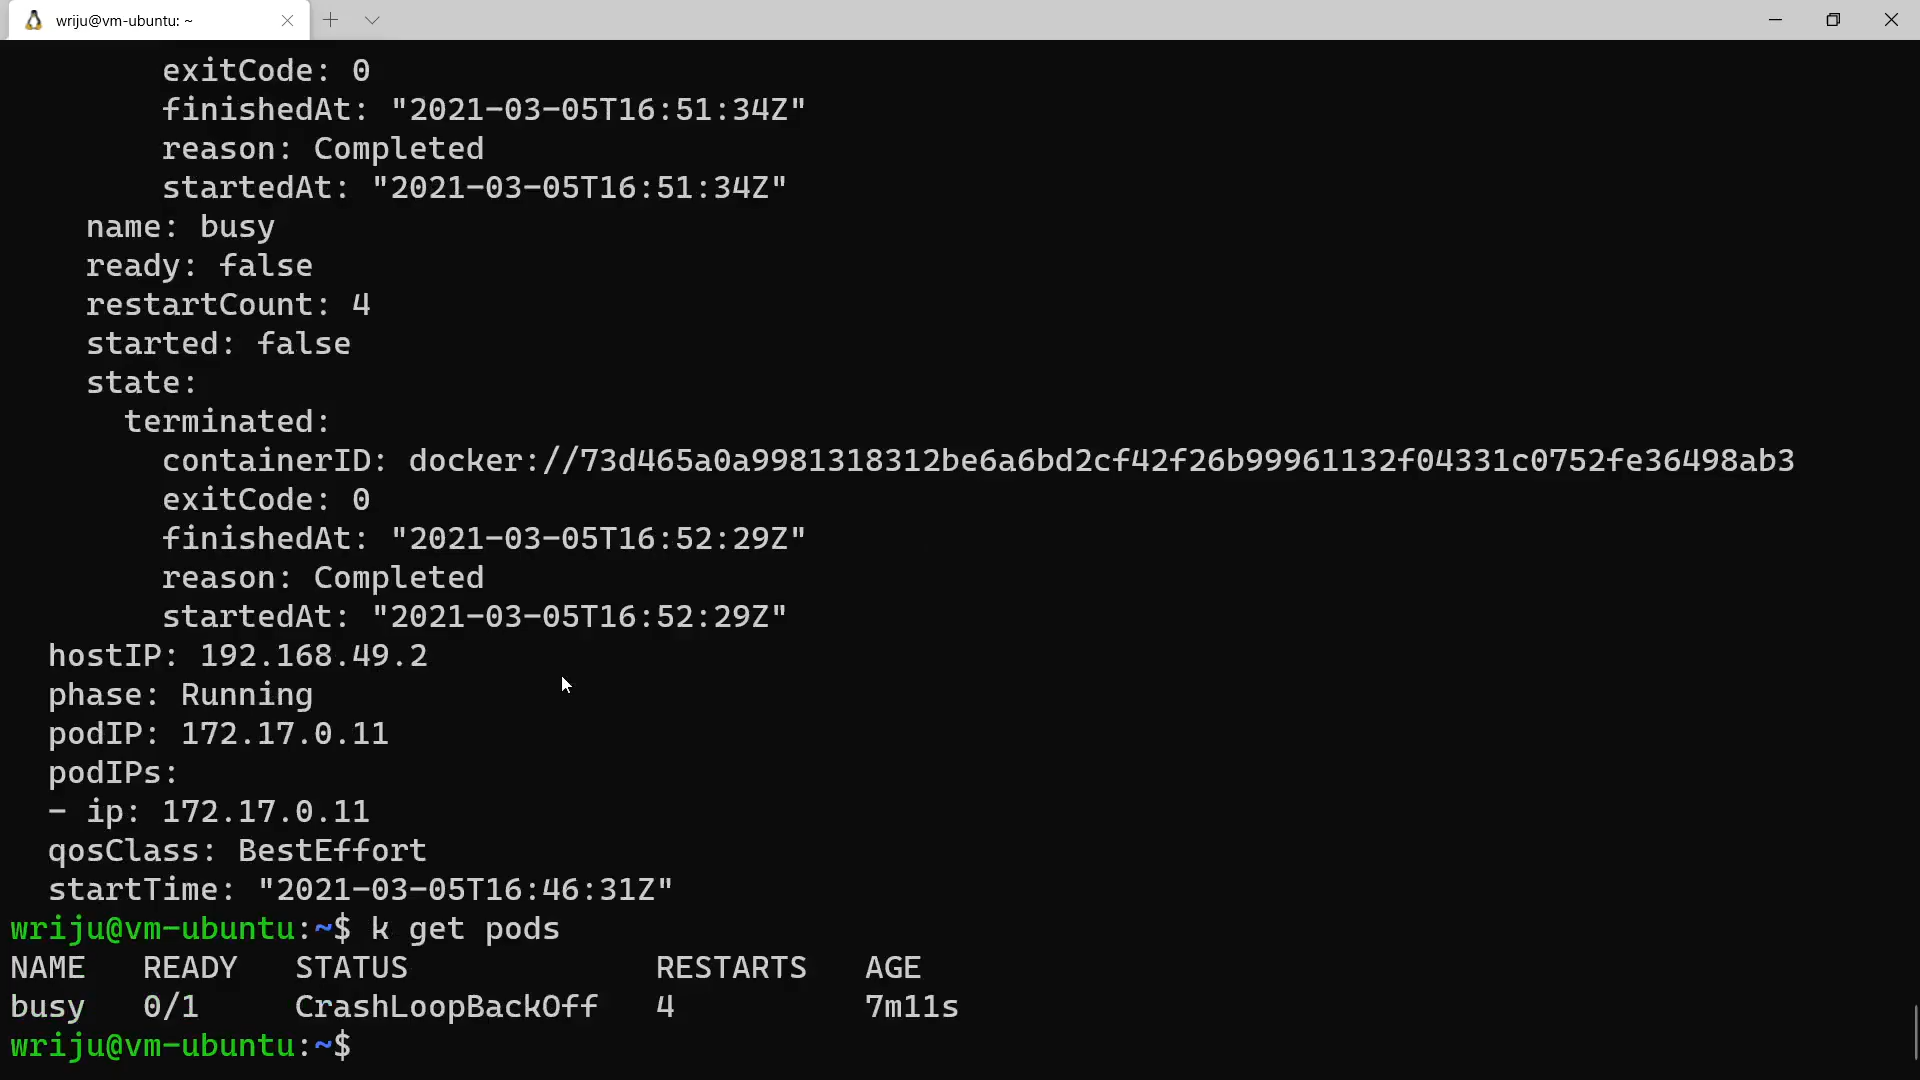 wriju@vm-ubuntu: ~
exitCode: 0
finishedAt: "2021-03-05T16:51:34Z"
reason: Completed
startedAt: "2021-03-05T16:51:34Z"
name: busy
ready: false
restartCount: 4
started: false
state:
terminated:
containerID: docker://73d465a0a9981318312be6a6bd2cf42f26b99961132f04331c0752fe36498ab3
exitCode: 0
finishedAt: "2021-03-05T16:52:29Z"
reason: Completed
startedAt: "2021-03-05T16:52:29Z"
hostIP: 192.168.49.2
phase: Running
podIP: 172.17.0.11
podIPs:
- ip: 172.17.0.11
qosClass: BestEffort
startTime: "2021-03-05T16:46:31Z"
wriju@vm-ubuntu:~$ k get pods
NAME READY STATUS RESTARTS AGE
busy 0/1 CrashLoopBackOff 4 7m11s
wriju@vm-ubuntu:~$